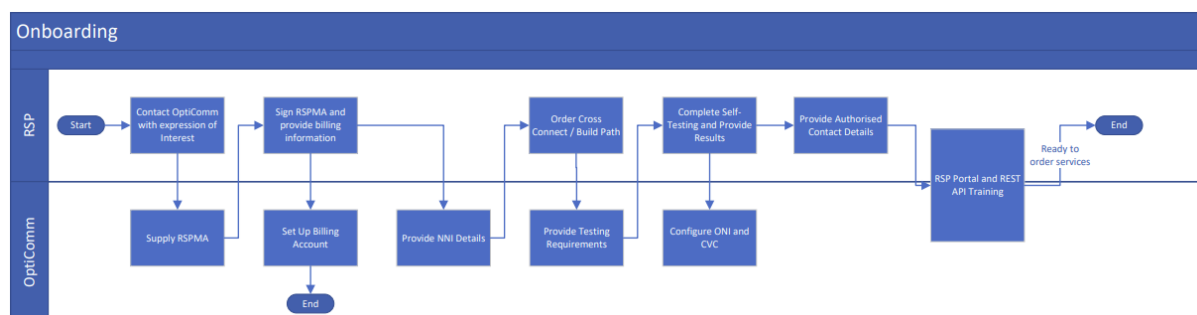 Onboarding
RSP
Start
Contact OptiComm
with expression of
Interest
Sign RSPMA and
provide billing
information
Order Cross
Connect / Build Path
Complete Self-
Testing and Provide
Results
Provide Authorised
Contact Details
End
Ready to
order services
RSP Portal and REST
API Training
OptiComm
Supply RSPMA
Set Up Billing
Account
Provide NNI Details
Provide Testing
Requirements
Configure ONI and
CVC
End